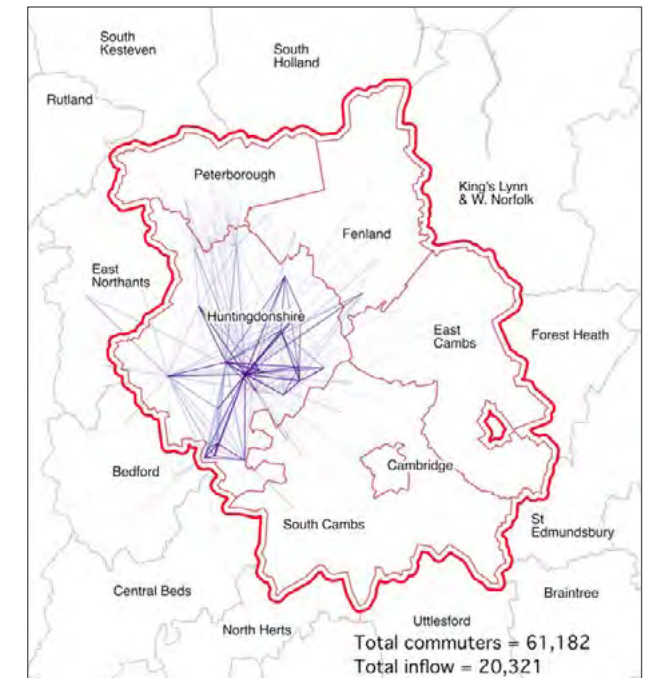 South
Kesteven
South
Holland
Rutland
Peterborough
King's Lynn
& W. Norfolk
Fenland
East
Northants
Huntingdonshire
East
Cambs
Forest Heath
Bedford
Cambridge
South Cambs
St
Edmundsbury
Central Beds
Braintree
North Herts
Uttlesford
Total commuters = 61,182
Total inflow = 20,321